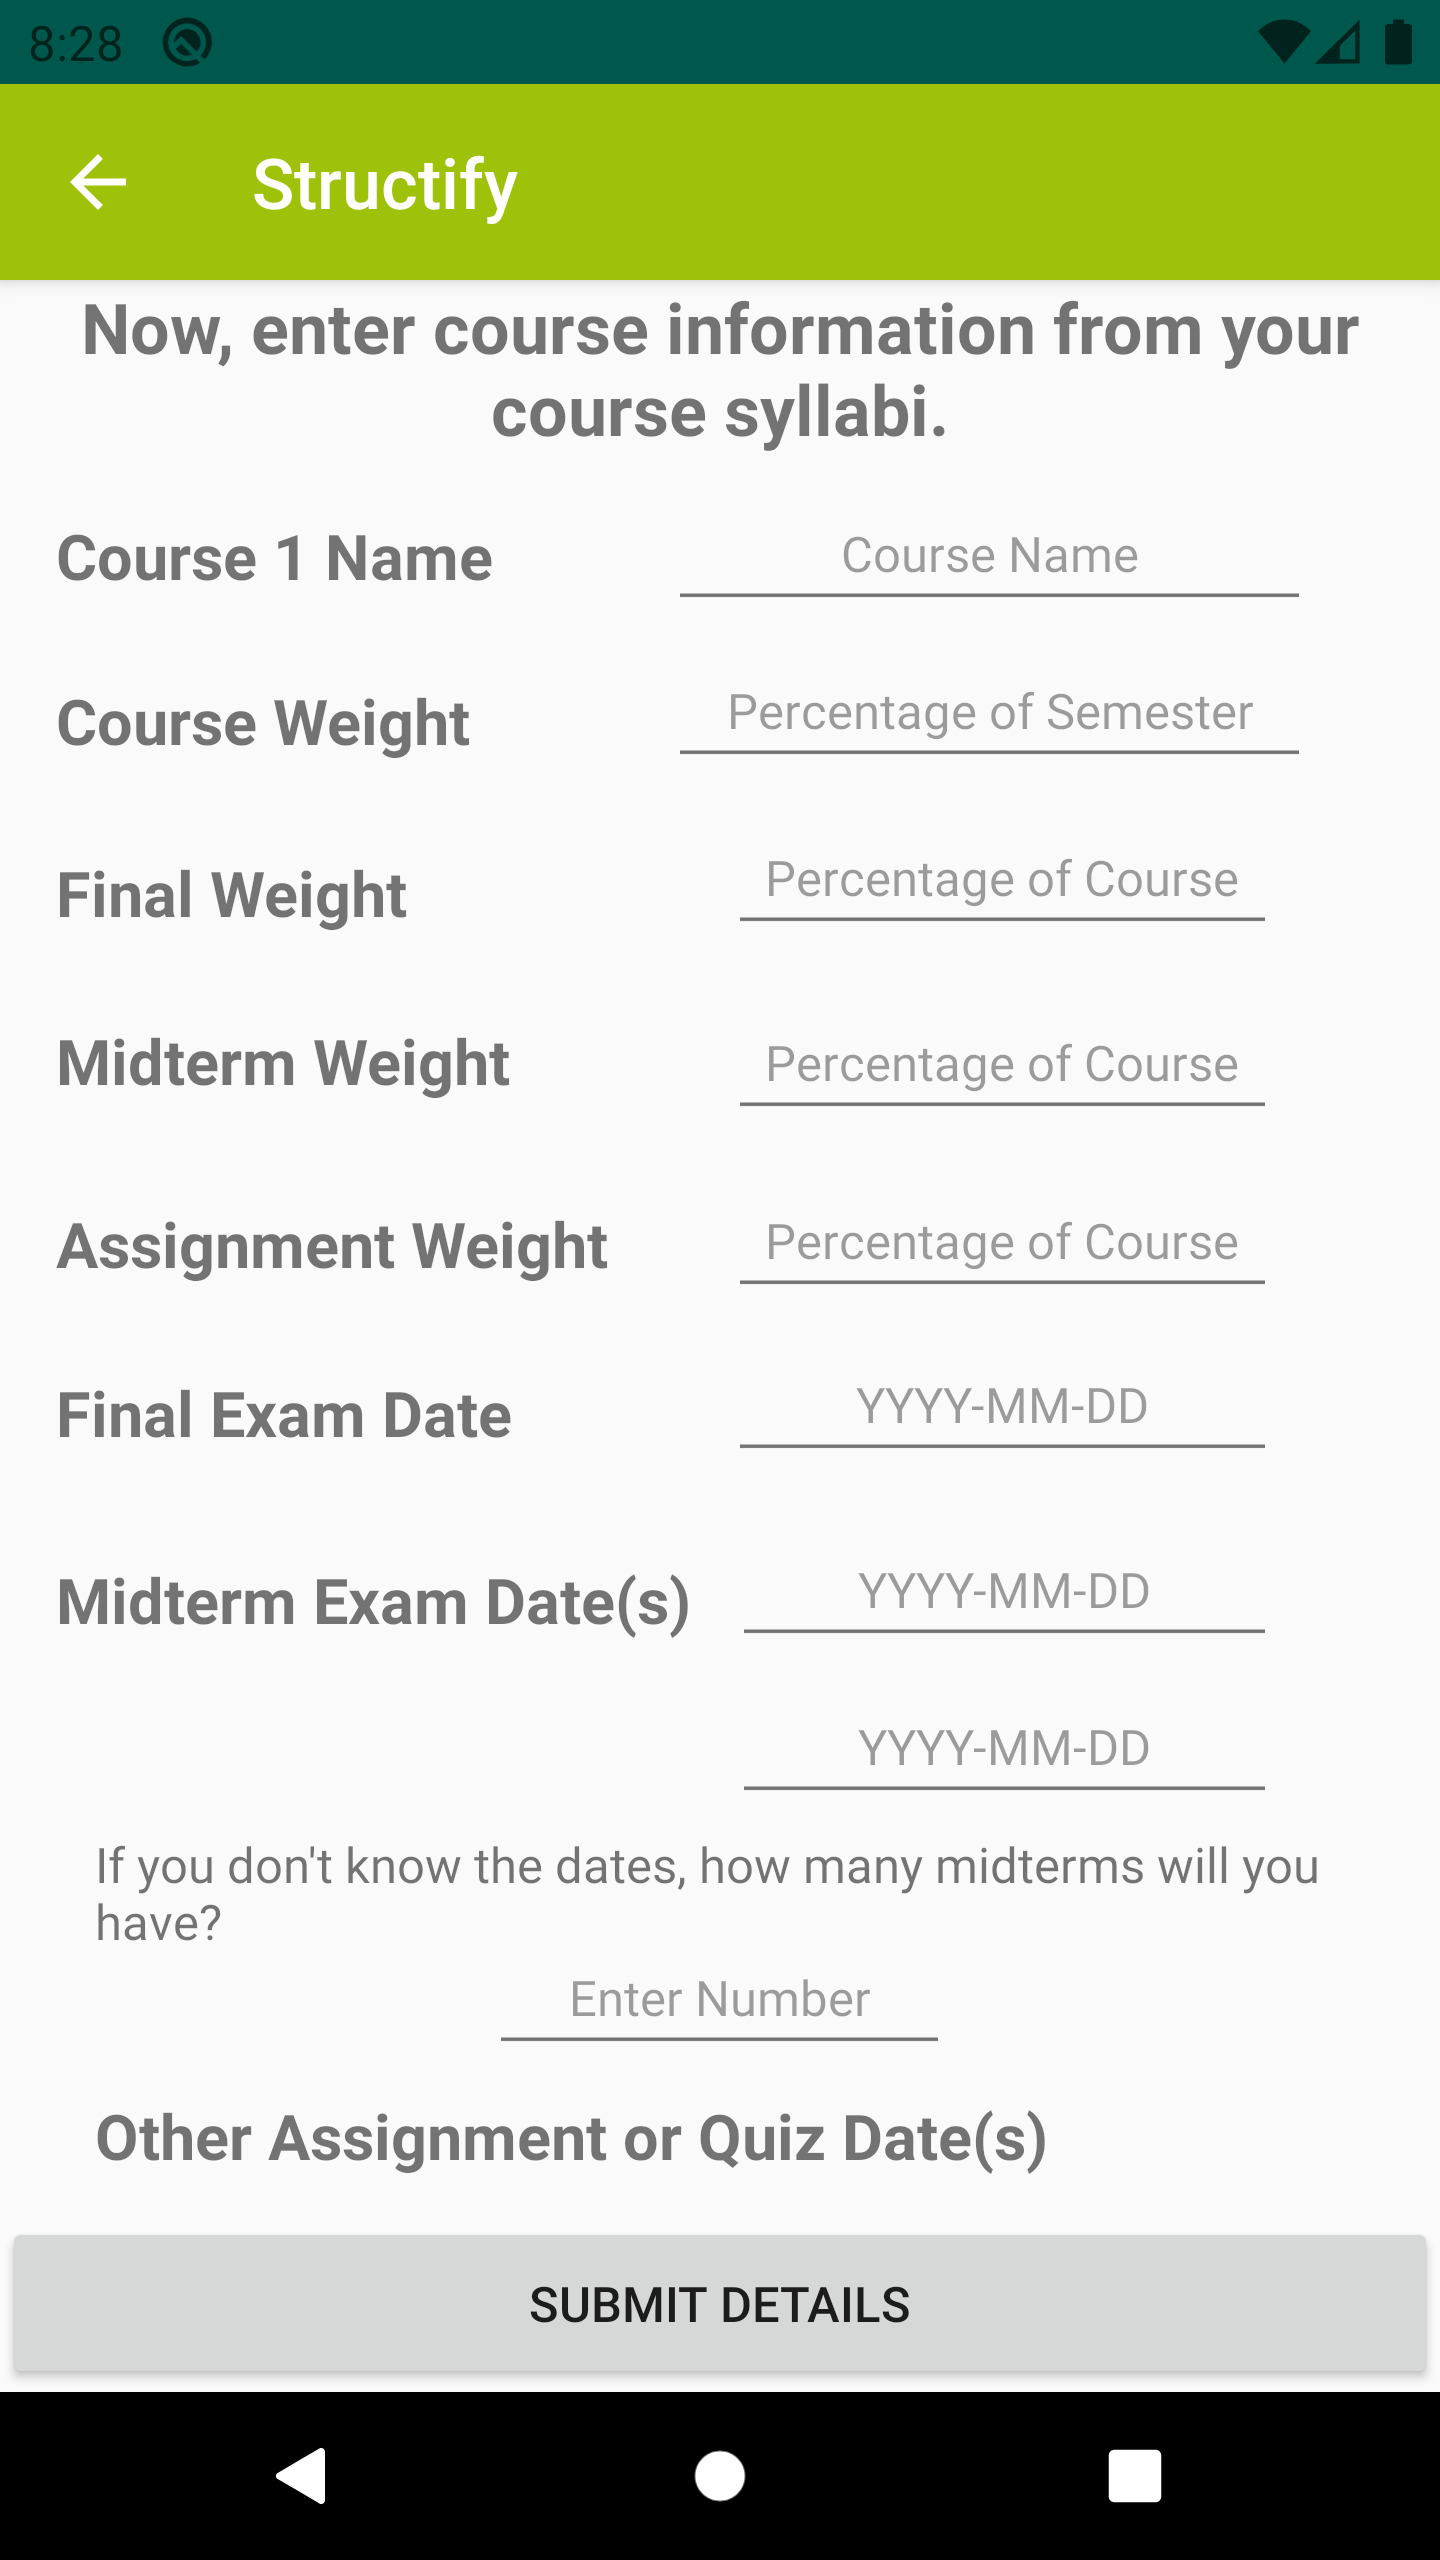 8:28
Structify
Now, enter course information from your
course syllabi.
Course 1 Name
Course Name
Course Weight
Percentage of Semester
Final Weight
Percentage of Course
Midterm Weight
Percentage of Course
Assignment Weight
Percentage of Course
Final Exam Date
YYYY-MM-DD
Midterm Exam Date(s)
YYYY-MM-DD
YYYY-MM-DD
If you don't know the dates, how many midterms will you
have?
Enter Number
Other Assignment or Quiz Date(s)
SUBMIT DETAILS